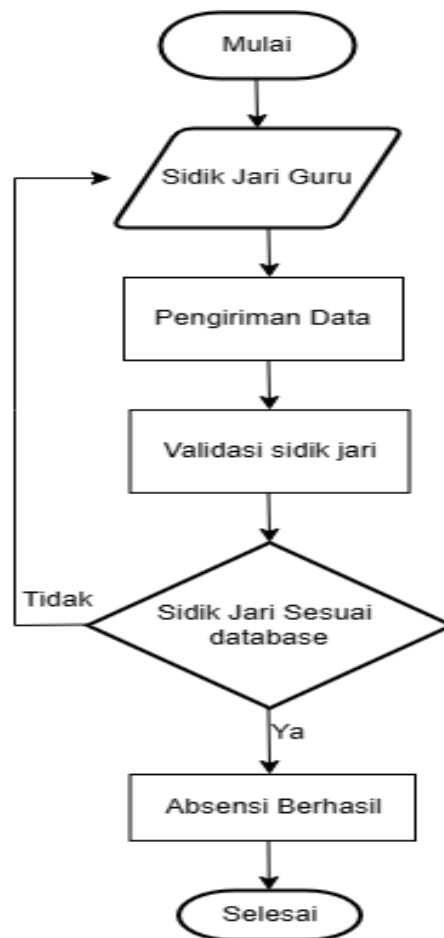 Mulai
Sidik Jari Guru
Pengiriman Data
Validasi sidik jari
Sidik Jari Sesuai
database
Tidak
Ya
Absensi Berhasil
Selesai